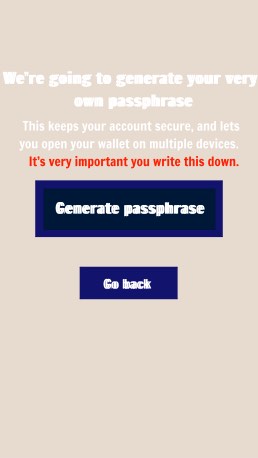 We're going to generate your very
own passphrase
This keeps your account secure, and lets
you open your wallet on multiple devices.
It's very important you write this down.
Generate passphrase
Go back